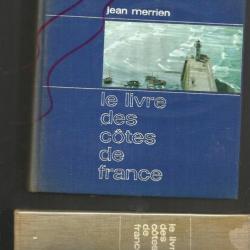 jean merrien
le livre
des
côtes
de
france
le livre
des
côtes
de
france